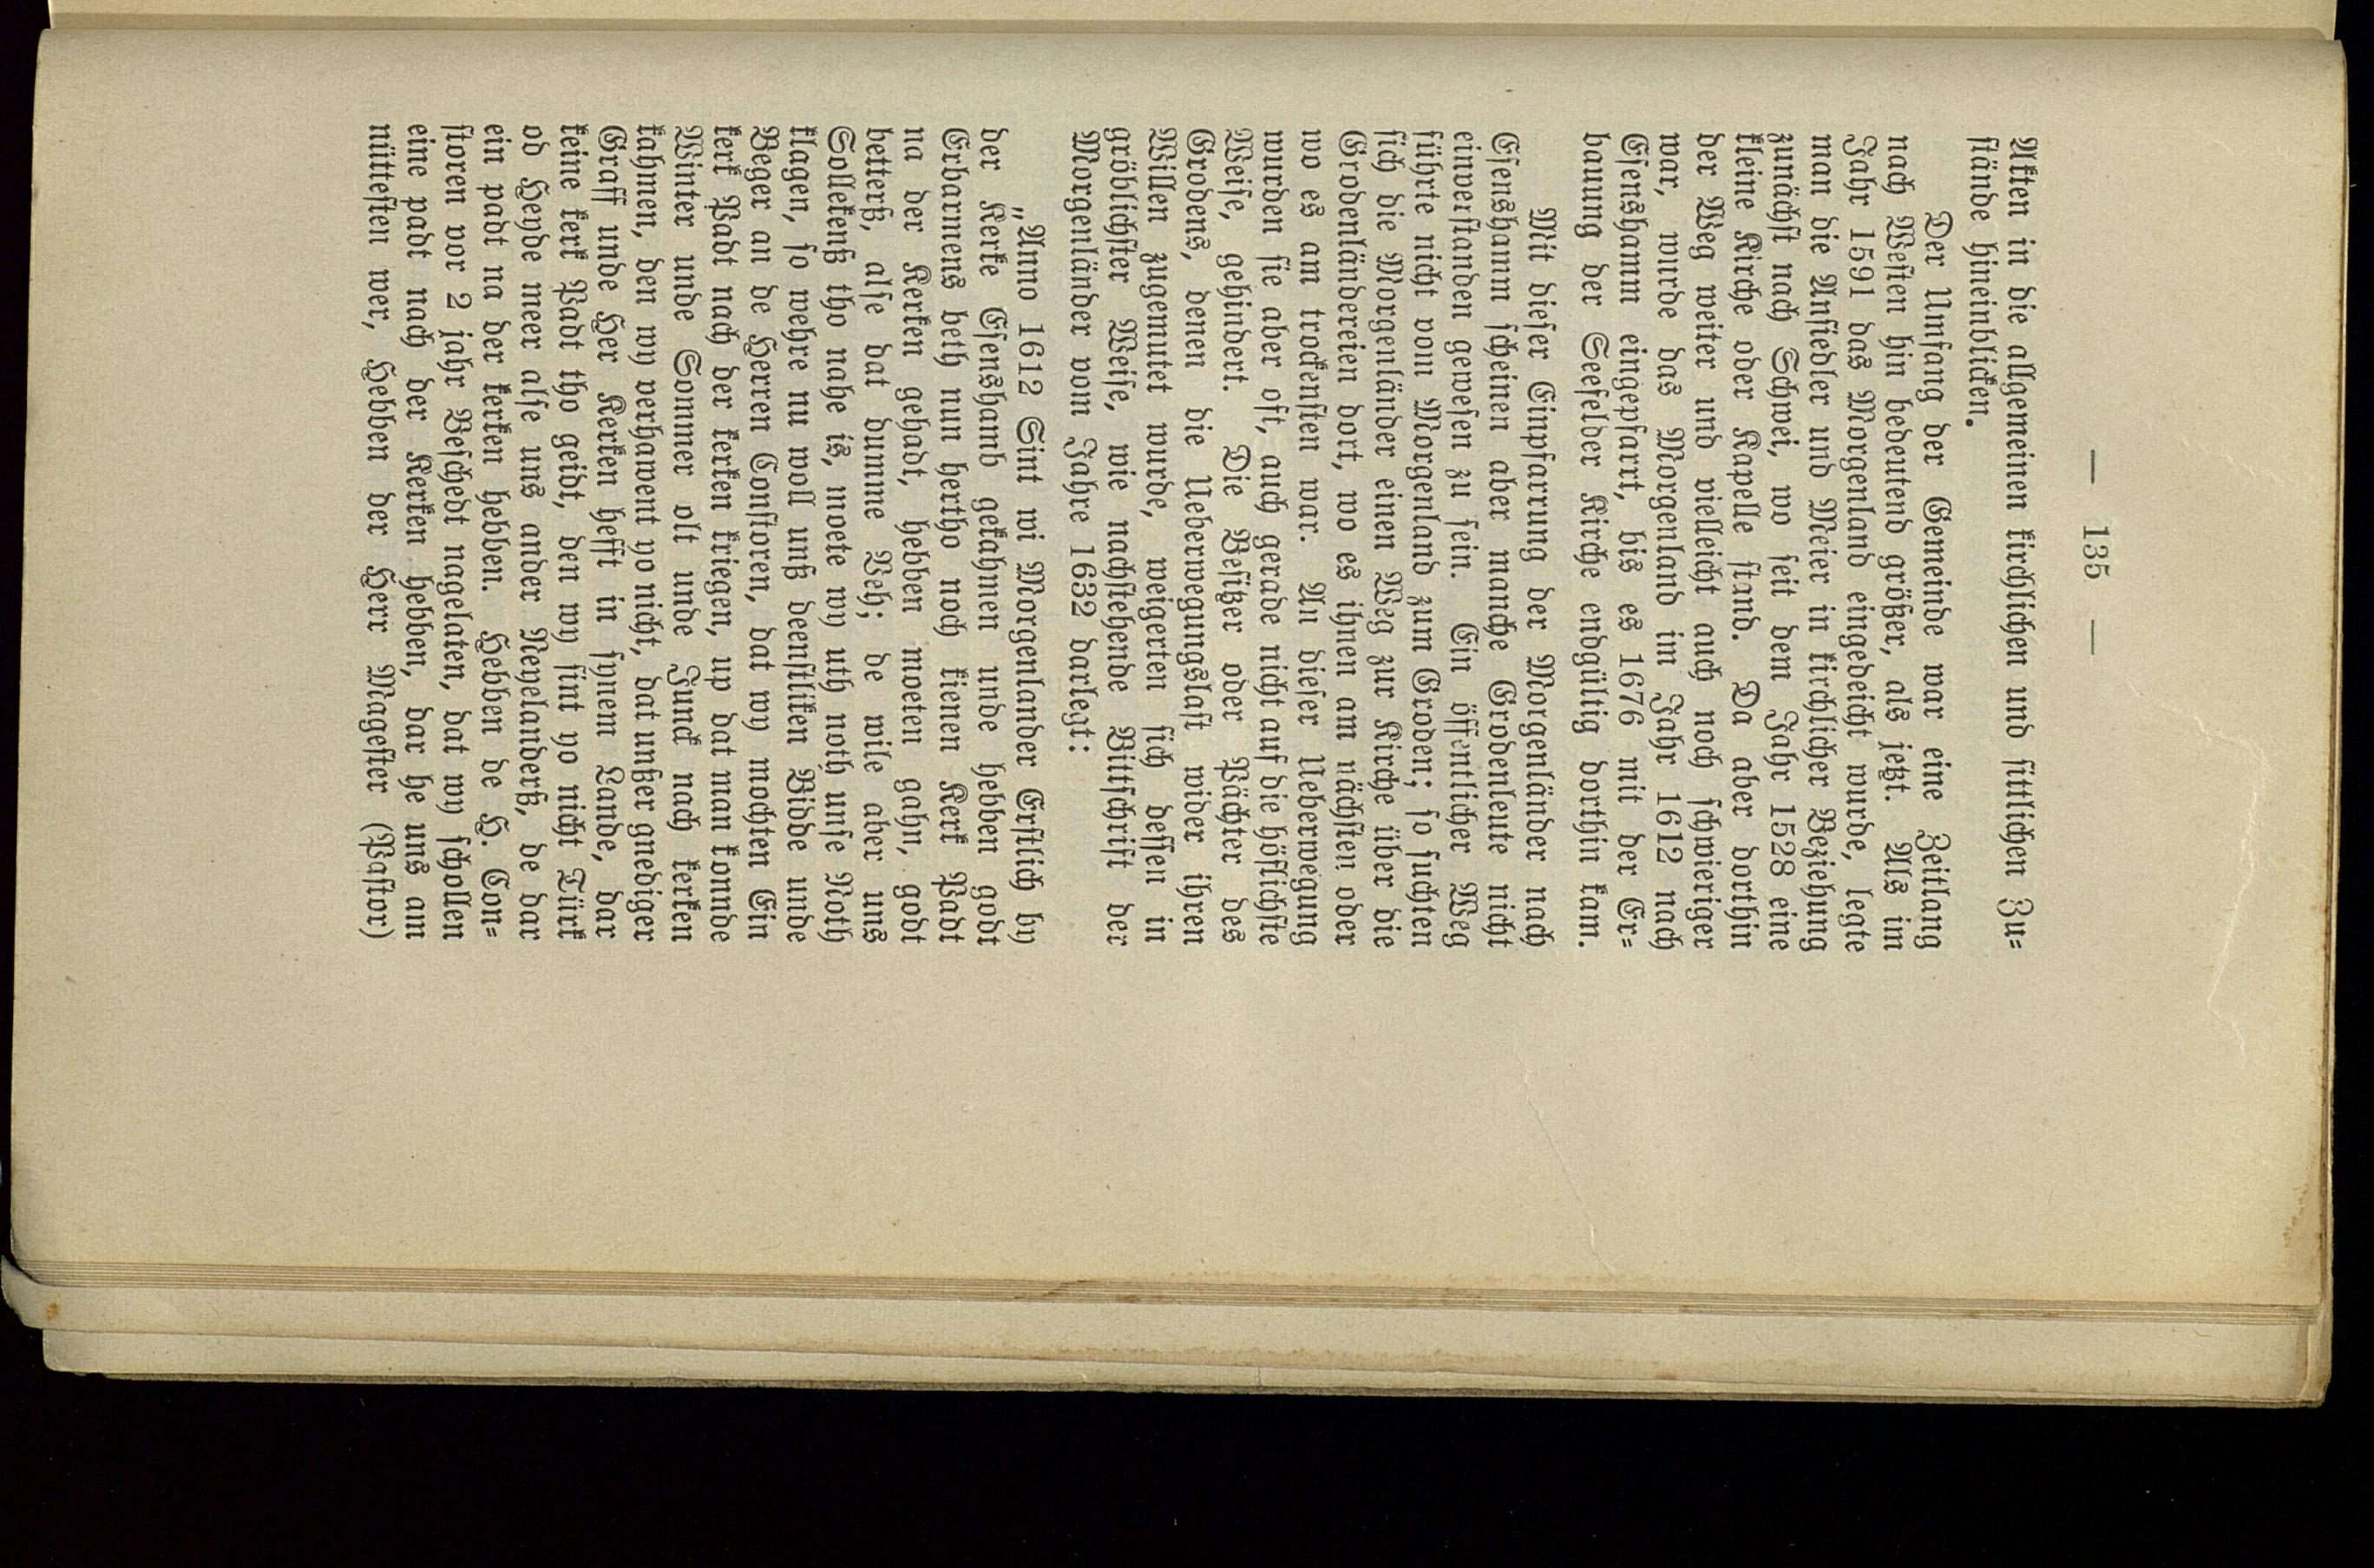 — 135 —
Akten in die allgemeinen kirchlichen und sittlichen Zu=
stände hineinblicken.
Der Umfang der Gemeinde war eine Zeitlang
nach Westen hin bedeutend größer, als jetzt. Als im
Jahr 1591 das Morgenland eingedeicht wurde, legte
man die Ansiedler und Meier in kirchlicher Beziehung
zunächst nach Schwei, wo seit dem Jahr 1528 eine
kleine Kirche oder Kapelle stand. Da aber dorthin
der Weg weiter und vielleicht auch noch schwieriger
war, wurde das Morgenland im Jahr 1612 nach
Esenshamm eingepfarrt, bis es 1676 mit der Er=
bauung der Seefelder Kirche endgültig dorthin kam.
Mit dieser Einpfarrung der Morgenländer nach
Esenshamm scheinen aber manche Grodenleute nicht
einverstanden gewesen zu sein. Ein öffentlicher Weg
führte nicht vom Morgenland zum Groden; so suchten
sich die Morgenländer einen Weg zur Kirche über die
Grodenländereien dort, wo es ihnen am nächsten oder
wo es am trockensten war. An dieser Ueberwegung
wurden sie aber oft, auch gerade nicht auf die höflichste
Weise, gehindert. Die Besitzer oder Pächter des
Grodens, denen die Ueberwegungslast wider ihren
Willen zugemutet wurde, weigerten sich dessen in
gröblichster Weise, wie nachstehende Bittschrift der
Morgenländer vom Jahre 1632 darlegt:
„Anno 1612 Sint wi Morgenlander Erstlich by
der Kerke Esenshamb gekahmen unde hebben godt
Erbarmens beth nun hertho noch kienen Kerk Padt
na der Kerken gehadt, hebben moeten gahn, godt
betterß, alse dat dumme Veh; de wile aber uns
Solleckenß tho nahe is, moete wy uth noth unse Noth
klagen, so wehre nu woll unß deenstliken Bidde unde
Beger an de Herren Constoren, dat wy mochten Ein
kerk Padt nach der kerken kriegen, up dat man konnde
Winter unde Sommer olt unde Junck nach kerken
kahmen, den wy verhawent yo nicht, dat unßer gnediger
Graff unde Her Kerken hefft in synem Lande, dar
keine kerk Padt tho geidt, den wy sint yo nicht Türk
od Heyde meer alse uns ander Negelanderß, de dar
ein padt na der kerken hebben. Hebben de H. Con=
storen vor 2 jahr Beschedt nagelaten, dat wy schollen
eine padt nach der Kerken hebben, dar he uns am
nütteften wer, Hebben der Herr Magester (Pastor)